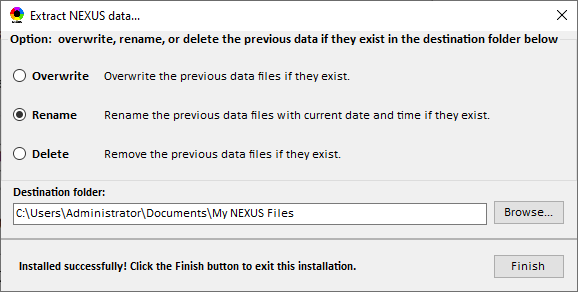 Extract NEXUS data...
Option: overwrite, rename, or delete the previous data if they exist in the destination folder below
Overwrite Overwrite the previous data files if they exist.
Rename Rename the previous data files with current date and time if they exist.
Delete Remove the previous data files if they exist.
Destination folder:
C:\Users\Administrator\Documents\My NEXUS Files Browse...
Installed successfully! Click the Finish button to exit this installation. Finish